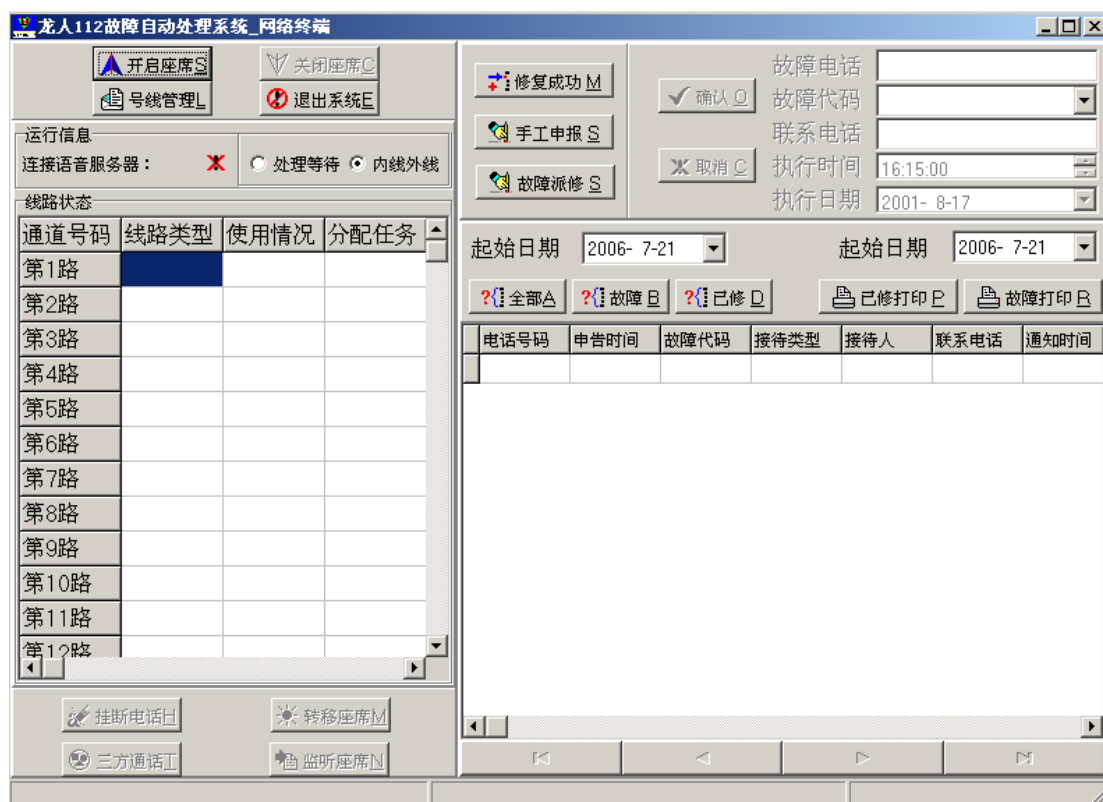 龙人112故障自动处理系统_网络终端
开启座席S 关闭座席C
号线管理L 退出系统E
运行信息
连接语音服务器： 处理等待 内线外线
线路状态
通道号码 线路类型 使用情况 分配任务
第1路
第2路
第3路
第4路
第5路
第6路
第7路
第8路
第9路
第10路
第11路
第12路
挂断电话H 转移座席M
三方通话T 监听座席N
修复成功 M
手工申报 S
故障派修 S
确认 O
取消 C
故障电话
故障代码
联系电话
执行时间 16:15:00
执行日期 2001- 8-17
起始日期 2006- 7-21 起始日期 2006- 7-21
?{ 全部A ?{ 故障 B ?{ 已修 D 已修打印 P 故障打印 R
电话号码 申告时间 故障代码 接待类型 接待人 联系电话 通知时间